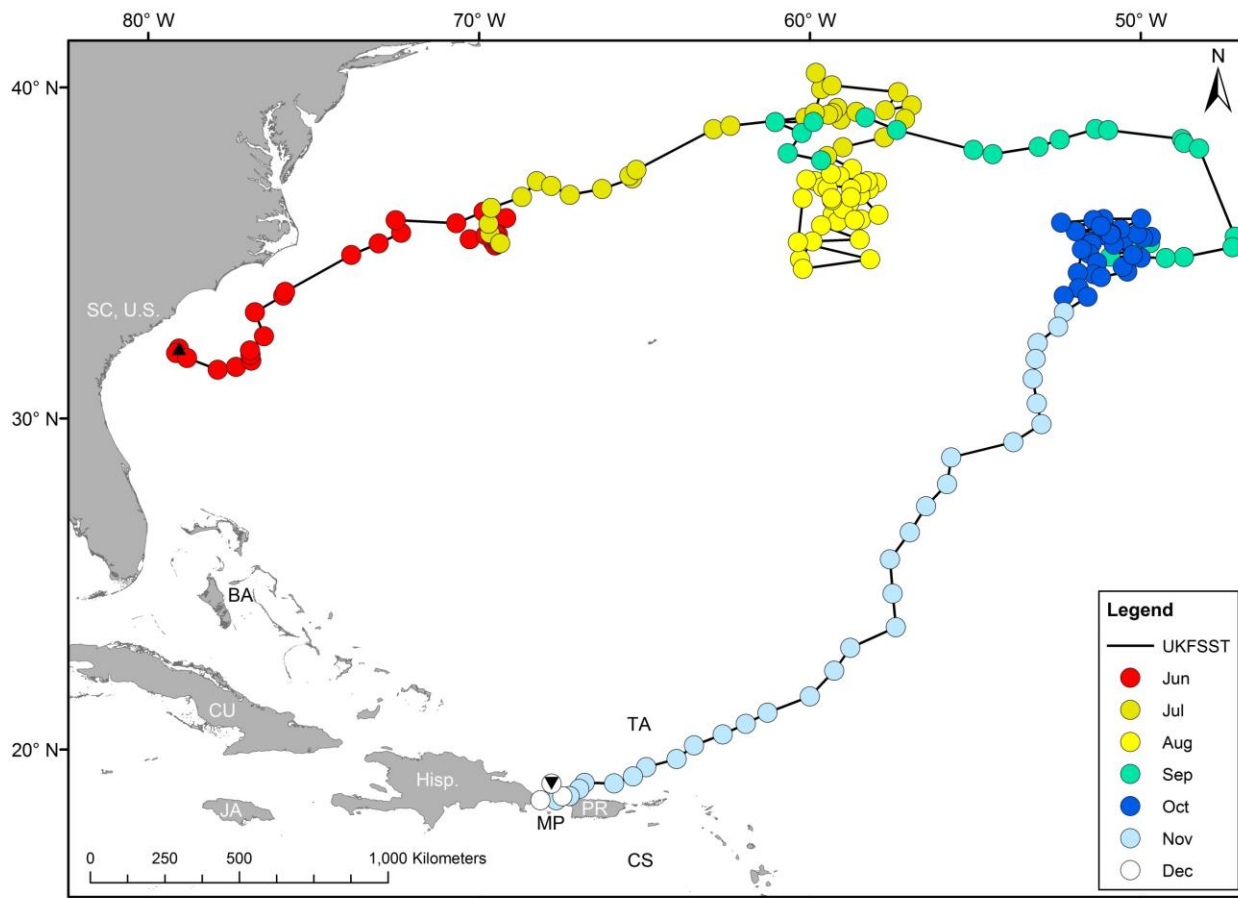 80° W 70° W 60° W 50° W
N
40° N
SC, U.S.
30° N
BA
CU
TA
20° N
Hisp.
JA
PR
MP
CS
0 250 500 1,000 Kilometers
Legend
UKFSST
Jun
Jul
Aug
Sep
Oct
Nov
Dec